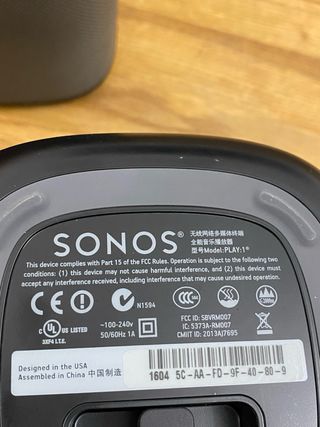 SONOS®
无线网络多媒体终端
全能音乐播放器
型号/Model: PLAY:1®
This device complies with Part 15 of the FCC Rules. Operation is subject to the following two
conditions: (1) this device may not cause harmful interference, and (2) this device must
accept any interference received, including interference that may cause undesired operation.
N1594
UL US LISTED
3XF4 I.T.E.
~100-240v
50/60Hz 1A
FCC ID: SBVRM007
IC: 5373A-RM007
CMIIT ID: 2013AJ7695
Designed in the USA
Assembled in China 中国制造
1604 5C-AA-FD-9F-40-80-9